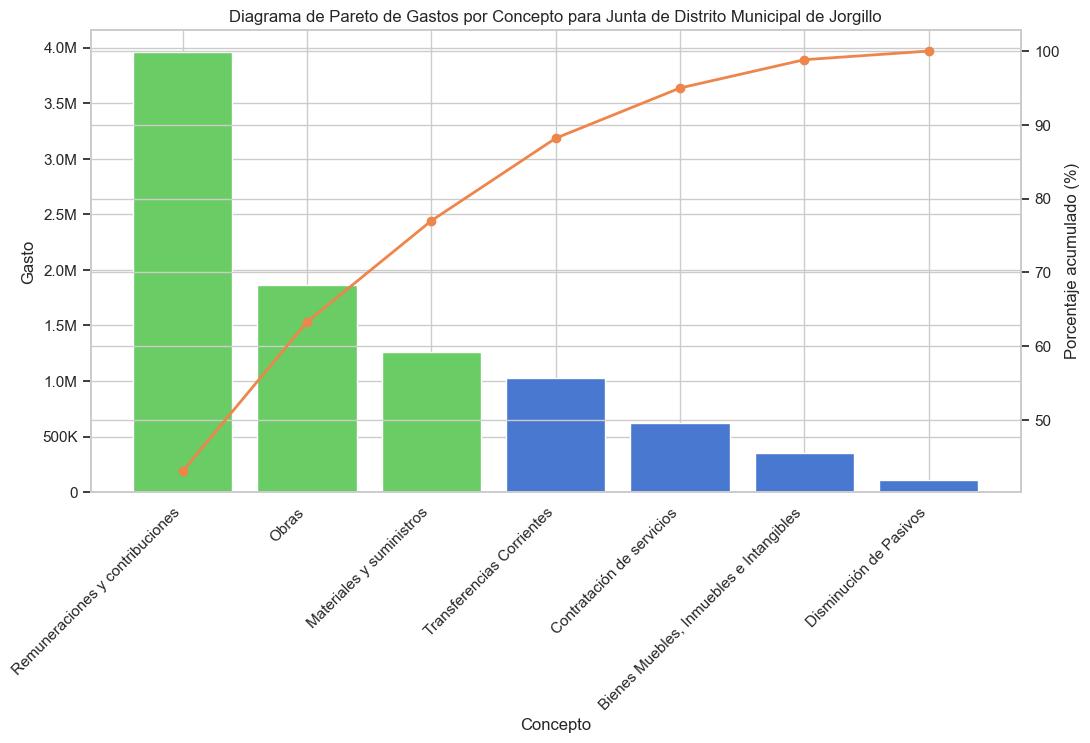 Diagrama de Pareto de Gastos por Concepto para Junta de Distrito Municipal de Jorgillo
4.0M
3.5M
3.0M
2.5M
2.0M
1.5M
1.0M
500K
0
Gasto
100
90
80
70
60
50
Porcentaje acumulado (%)
Remuneraciones y contribuciones
Obras
Materiales y suministros
Transferencias Corrientes
Contratación de servicios
Bienes Muebles, Inmuebles e Intangibles
Disminución de Pasivos
Concepto